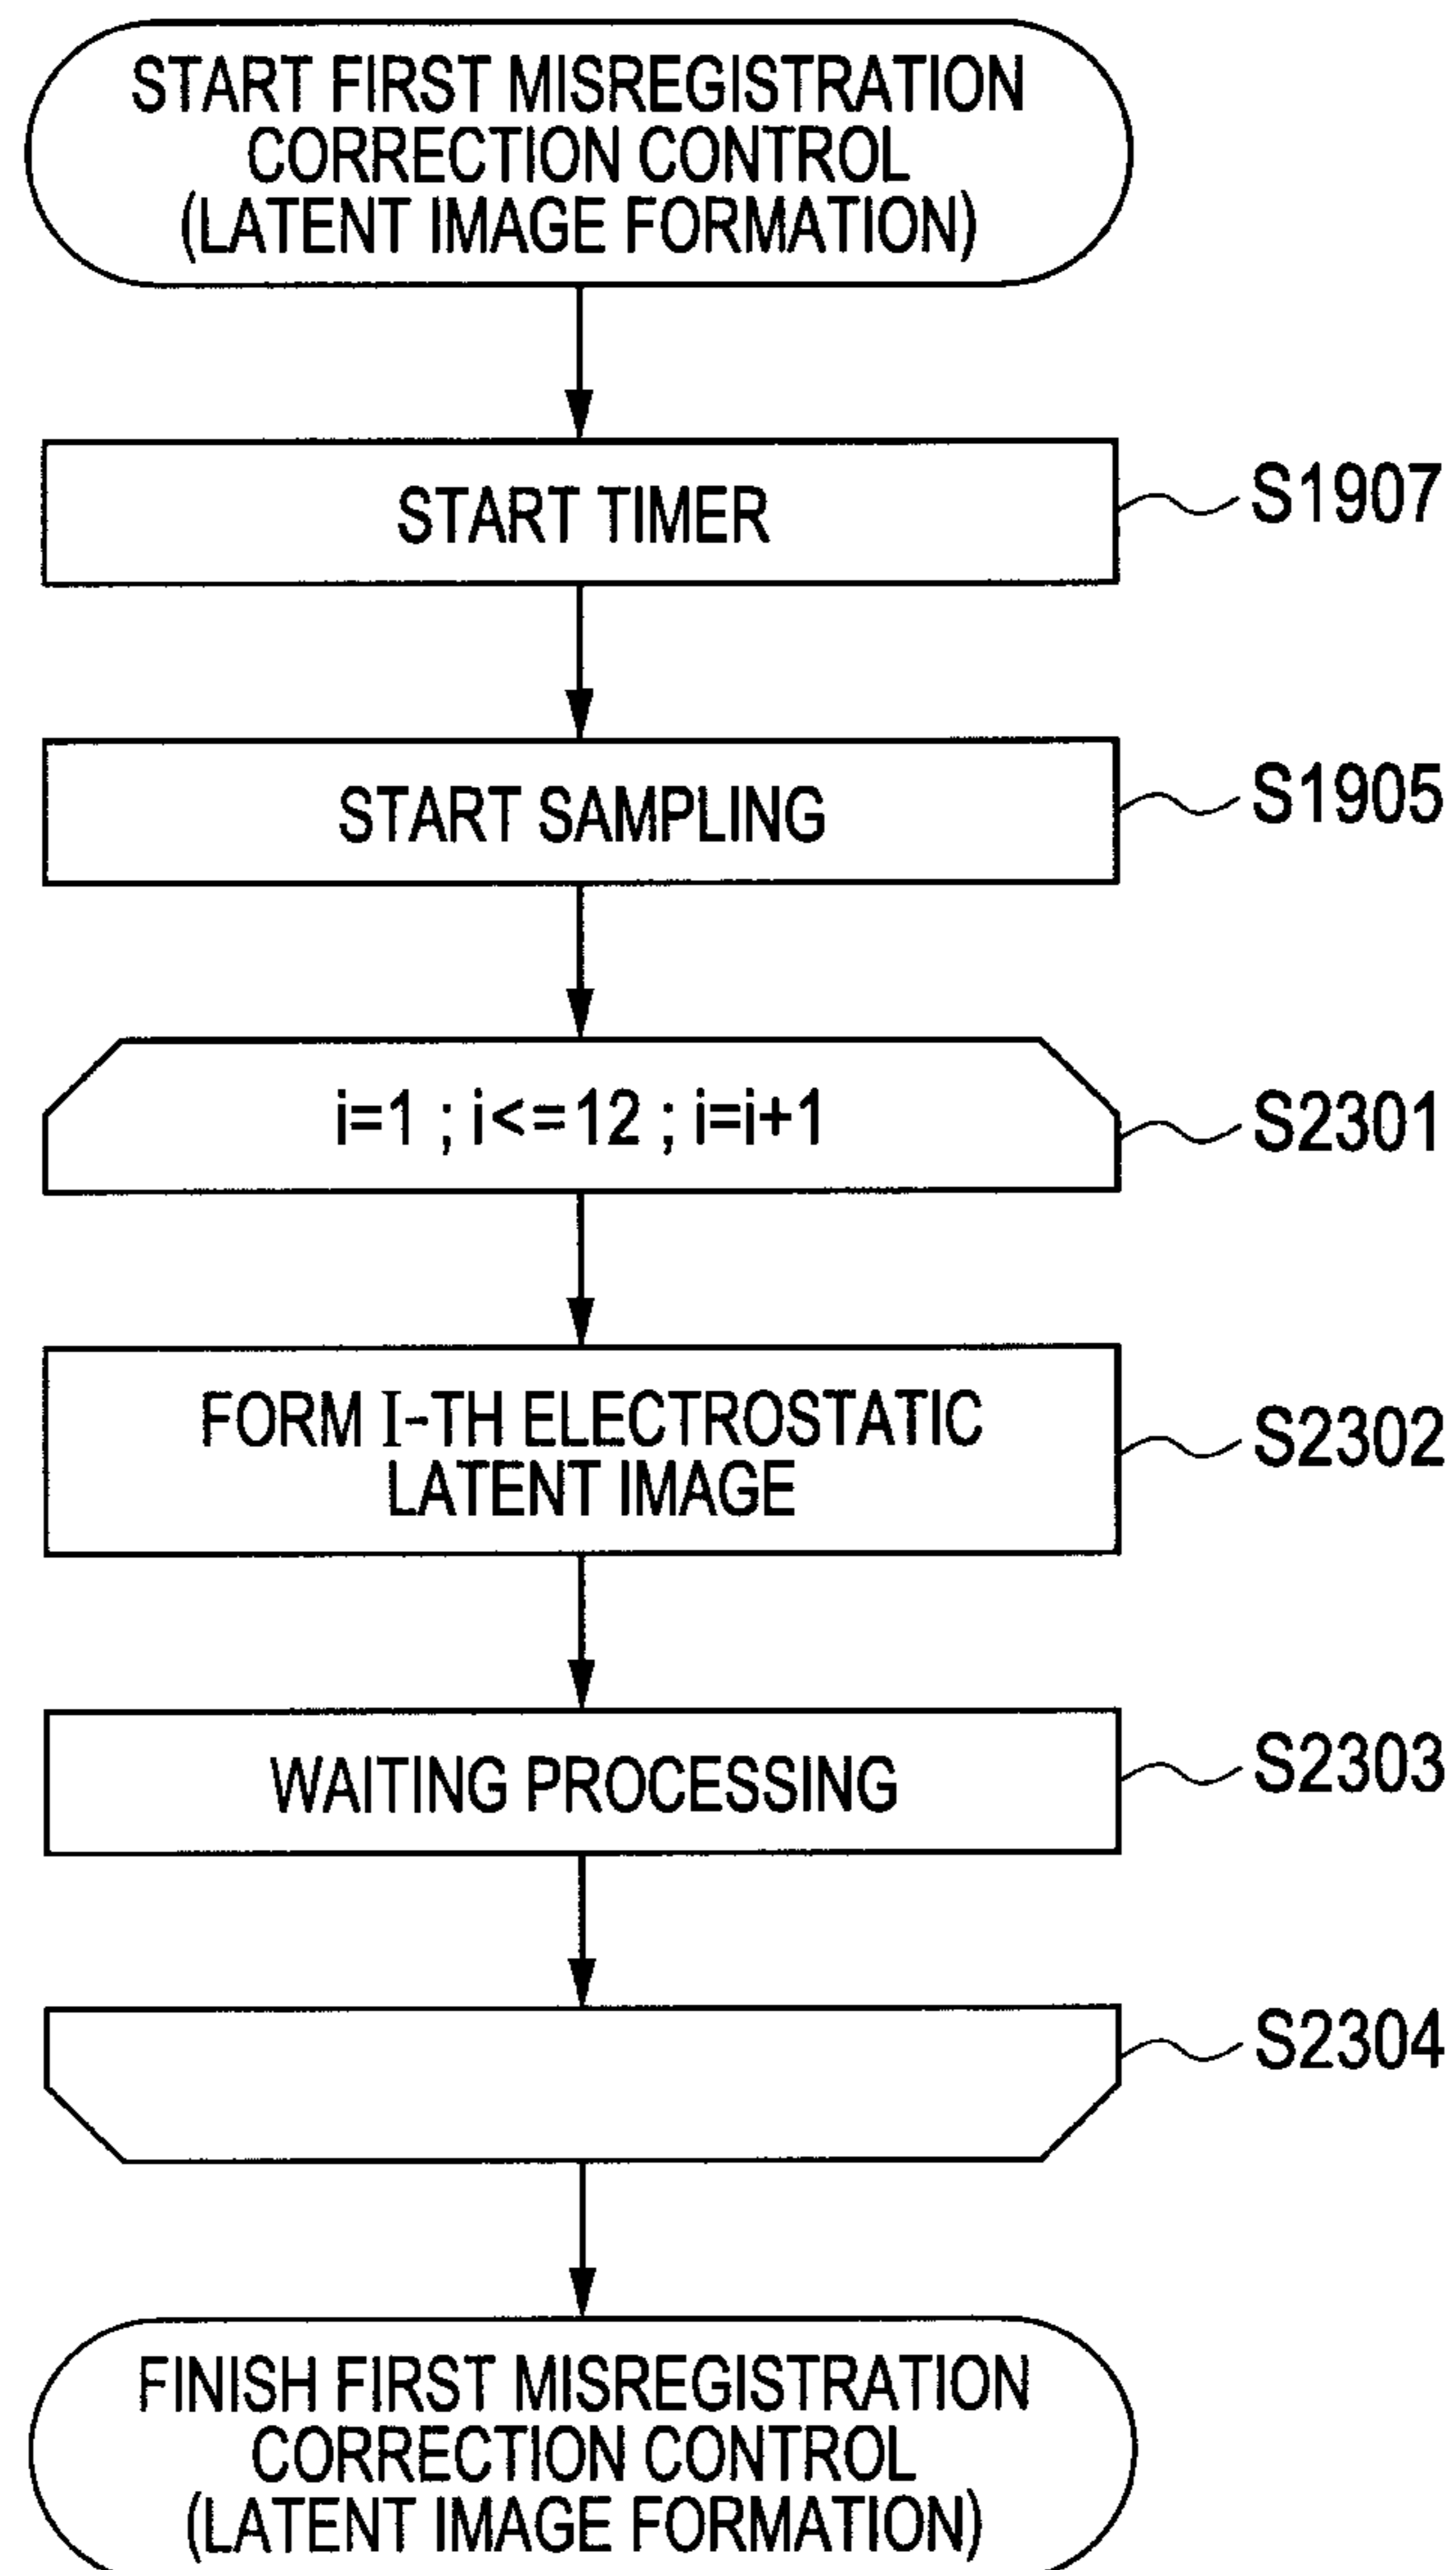 START FIRST MISREGISTRATION
CORRECTION CONTROL
(LATENT IMAGE FORMATION)
START TIMER
S1907
START SAMPLING
S1905
i=1 ; i<=12 ; i=i+1
S2301
FORM I-TH ELECTROSTATIC
LATENT IMAGE
S2302
WAITING PROCESSING
S2303
S2304
FINISH FIRST MISREGISTRATION
CORRECTION CONTROL
(LATENT IMAGE FORMATION)